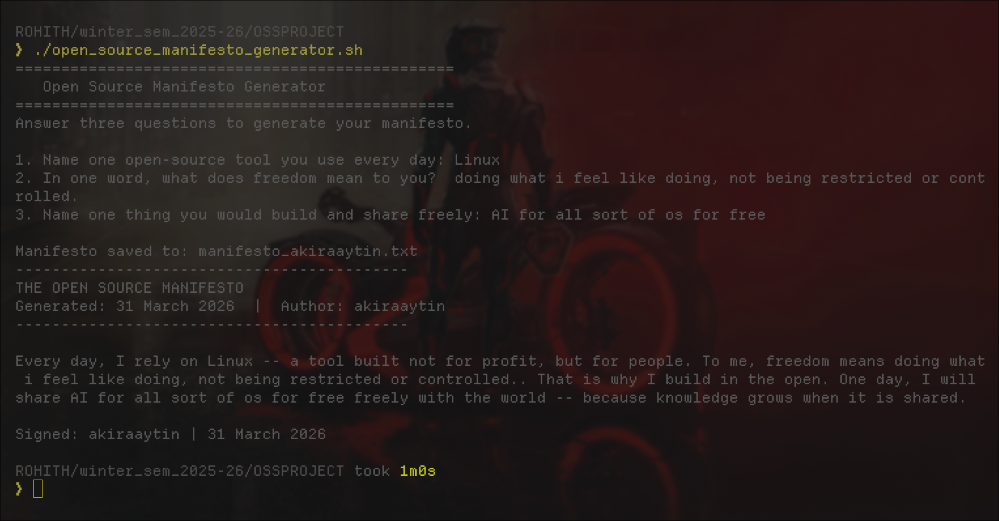 ROHITH/winter_sem_2025-26/OSSPROJECT
❯ ./open_source_manifesto_generator.sh
================================================
   Open Source Manifesto Generator
================================================
Answer three questions to generate your manifesto.
1. Name one open-source tool you use every day: Linux
2. In one word, what does freedom mean to you?  doing what i feel like doing, not being restricted or cont
rolled.
3. Name one thing you would build and share freely: AI for all sort of os for free
Manifesto saved to: manifesto_akiraaytin.txt
-------------------------------------------
THE OPEN SOURCE MANIFESTO
Generated: 31 March 2026  |  Author: akiraaytin
-------------------------------------------
Every day, I rely on Linux -- a tool built not for profit, but for people. To me, freedom means doing what
 i feel like doing, not being restricted or controlled.. That is why I build in the open. One day, I will
share AI for all sort of os for free freely with the world -- because knowledge grows when it is shared.
Signed: akiraaytin | 31 March 2026
ROHITH/winter_sem_2025-26/OSSPROJECT took 1m0s
❯